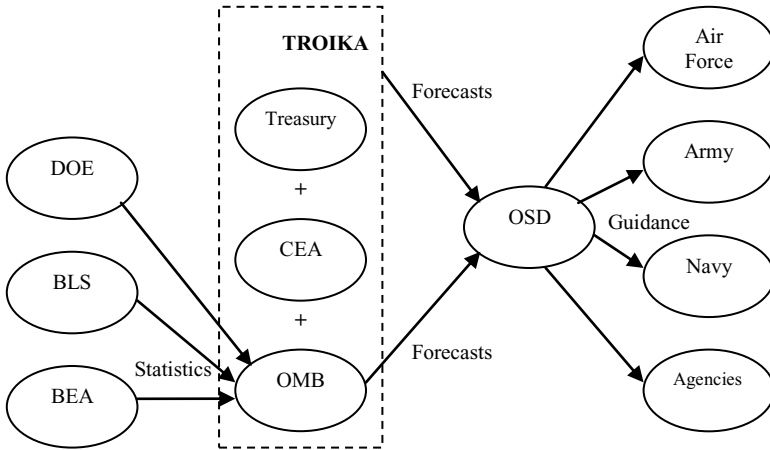 TROIKA
Treasury
+
CEA
+
OMB
DOE
BLS
BEA
Statistics
Forecasts
Forecasts
OSD
Guidance
Air
Force
Army
Navy
Agencies